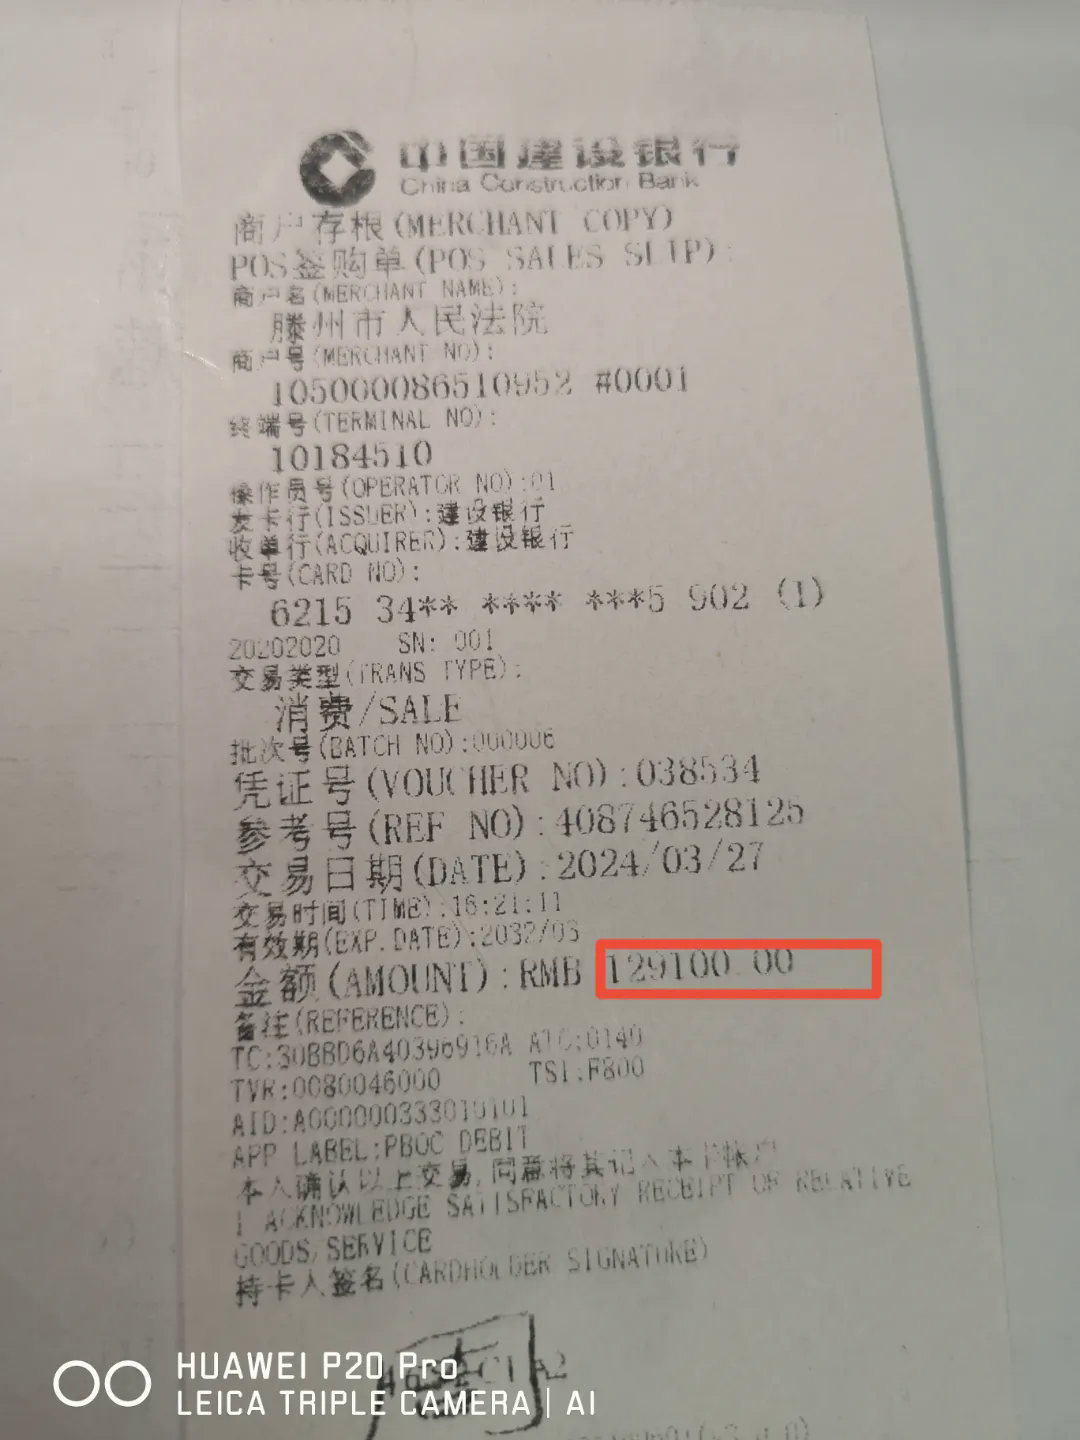 中国建设银行
China Construction Bank
商户存根(MERCHANT COPY)
POS签购单(POS SALES SLIP):
商户名(MERCHANT NAME):
滕州市人民法院
商户号(MERCHANT NO):
105000086510952 #0001
终端号(TERMINAL NO):
10184510
操作员号(OPERATOR NO):01
发卡行(ISSUER):建设银行
收单行(ACQUIRER):建设银行
卡号(CARD NO):
6215 34** **** ***5 902 (I)
20202020 SN: 001
交易类型(TRANS TYPE):
消费/SALE
批次号(BATCH NO):000006
凭证号(VOUCHER NO):038534
参考号(REF NO):408746528125
交易日期(DATE):2024/03/27
交易时间(TIME):16:21:11
有效期(EXP.DATE):2032/03
金额(AMOUNT):RMB 129100.00
备注(REFERENCE):
TC:30BBD6A40396916A ATC:0140
TVR:0080046000 TSI:F800
AID:A000000333010101
APP LABEL:PBOC DEBIT
本人确认以上交易,同意将其记入本卡帐户
I ACKNOWLEDGE SATISFACTORY RECEIPT OF RELATIVE
GOODS/SERVICE
持卡人签名(CARDHOLDER SIGNATURE)
HUAWEI P20 Pro
LEICA TRIPLE CAMERA | AI